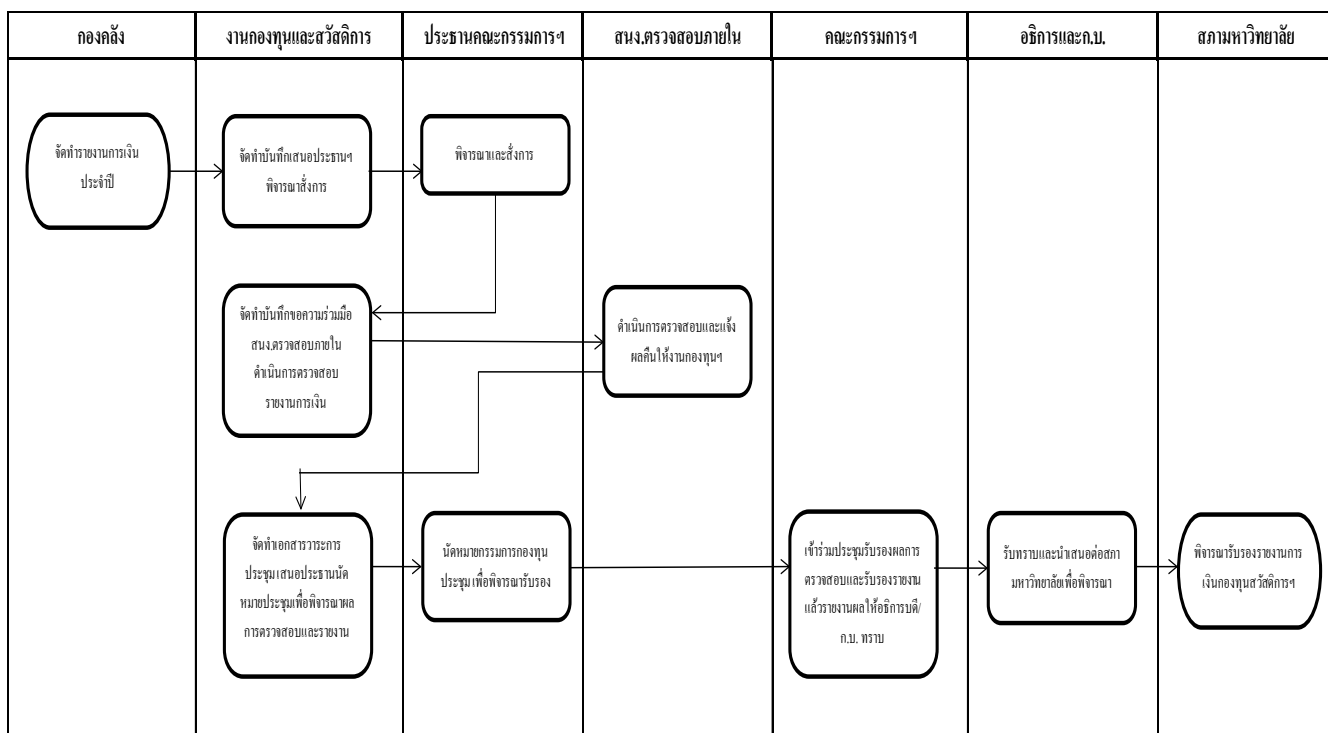 กองคลัง
งานกองทุนและสวัสดิการ
ประธานคณะกรรมการฯ
สนง.ตรวจสอบภายใน
คณะกรรมการฯ
อธิการและก.บ.
สภามหาวิทยาลัย
จัดทำรายงานการเงิน
ประจำปี
จัดทำบันทึกเสนอประธานฯ
พิจารณาสั่งการ
พิจารณาและสั่งการ
จัดทำบันทึกขอความร่วมมือ
สนง.ตรวจสอบภายใน
ดำเนินการตรวจสอบ
รายงานการเงิน
ดำเนินการตรวจสอบและแจ้ง
ผลคืนให้งานกองทุนฯ
จัดทำเอกสารวาระการ
ประชุม เสนอประธานนัด
หมายประชุมเพื่อพิจารณาผล
การตรวจสอบและรายงาน
นัดหมายกรรมการกองทุน
ประชุม เพื่อพิจารณารับรอง
เข้าร่วมประชุมรับรองผลการ
ตรวจสอบและรับรองรายงาน
แล้วรายงานผลให้อธิการบดี/
ก.บ. ทราบ
รับทราบและนำเสนอต่อสภา
มหาวิทยาลัยเพื่อพิจารณา
พิจารณารับรองรายงานการ
เงินกองทุนสวัสดิการฯ